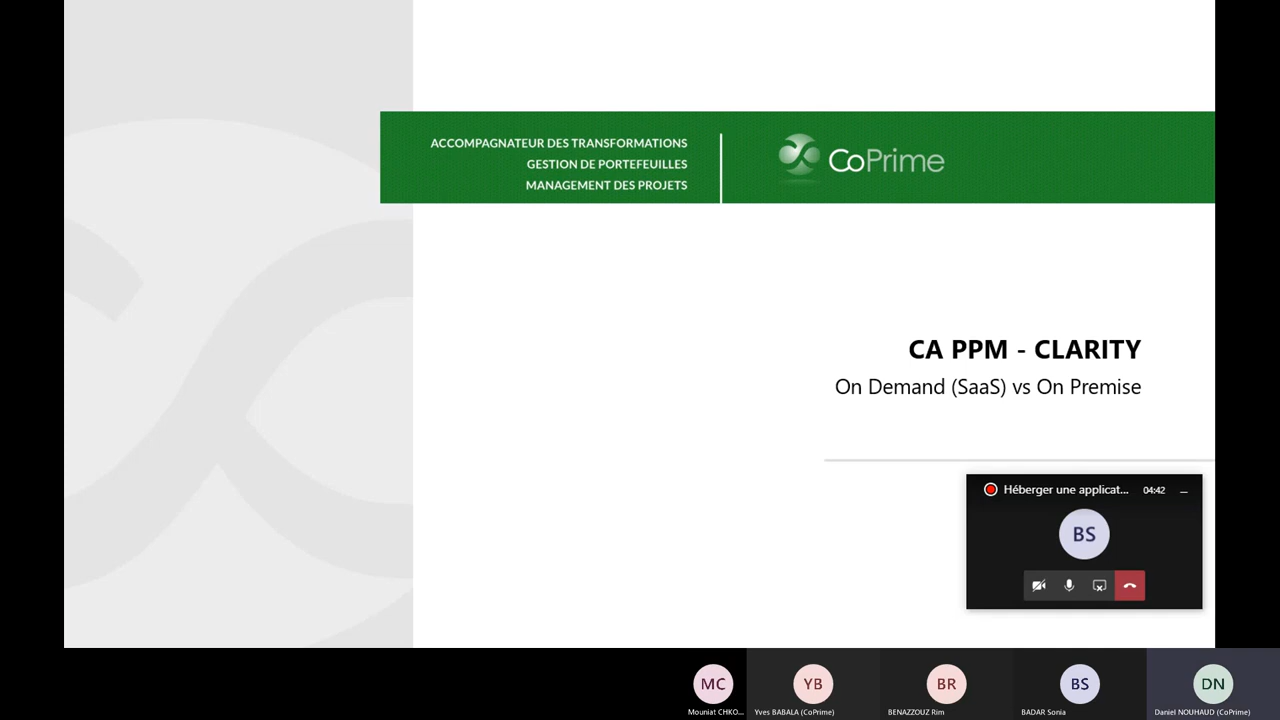 ACCOMPAGNATEUR DES TRANSFORMATIONS
GESTION DE PORTEFEUILLES
MANAGEMENT DES PROJETS
CoPrime
CA PPM - CLARITY
On Demand (SaaS) vs On Premise
Héberger une applicat... 04:42
BS
MC
YB
BR
BS
DN
Mouniat CHKO...
Yves BABALA (CoPrime)
BENAZZOUZ Rim
BADAR Sonia
Daniel NOUHAUD (CoPrime)